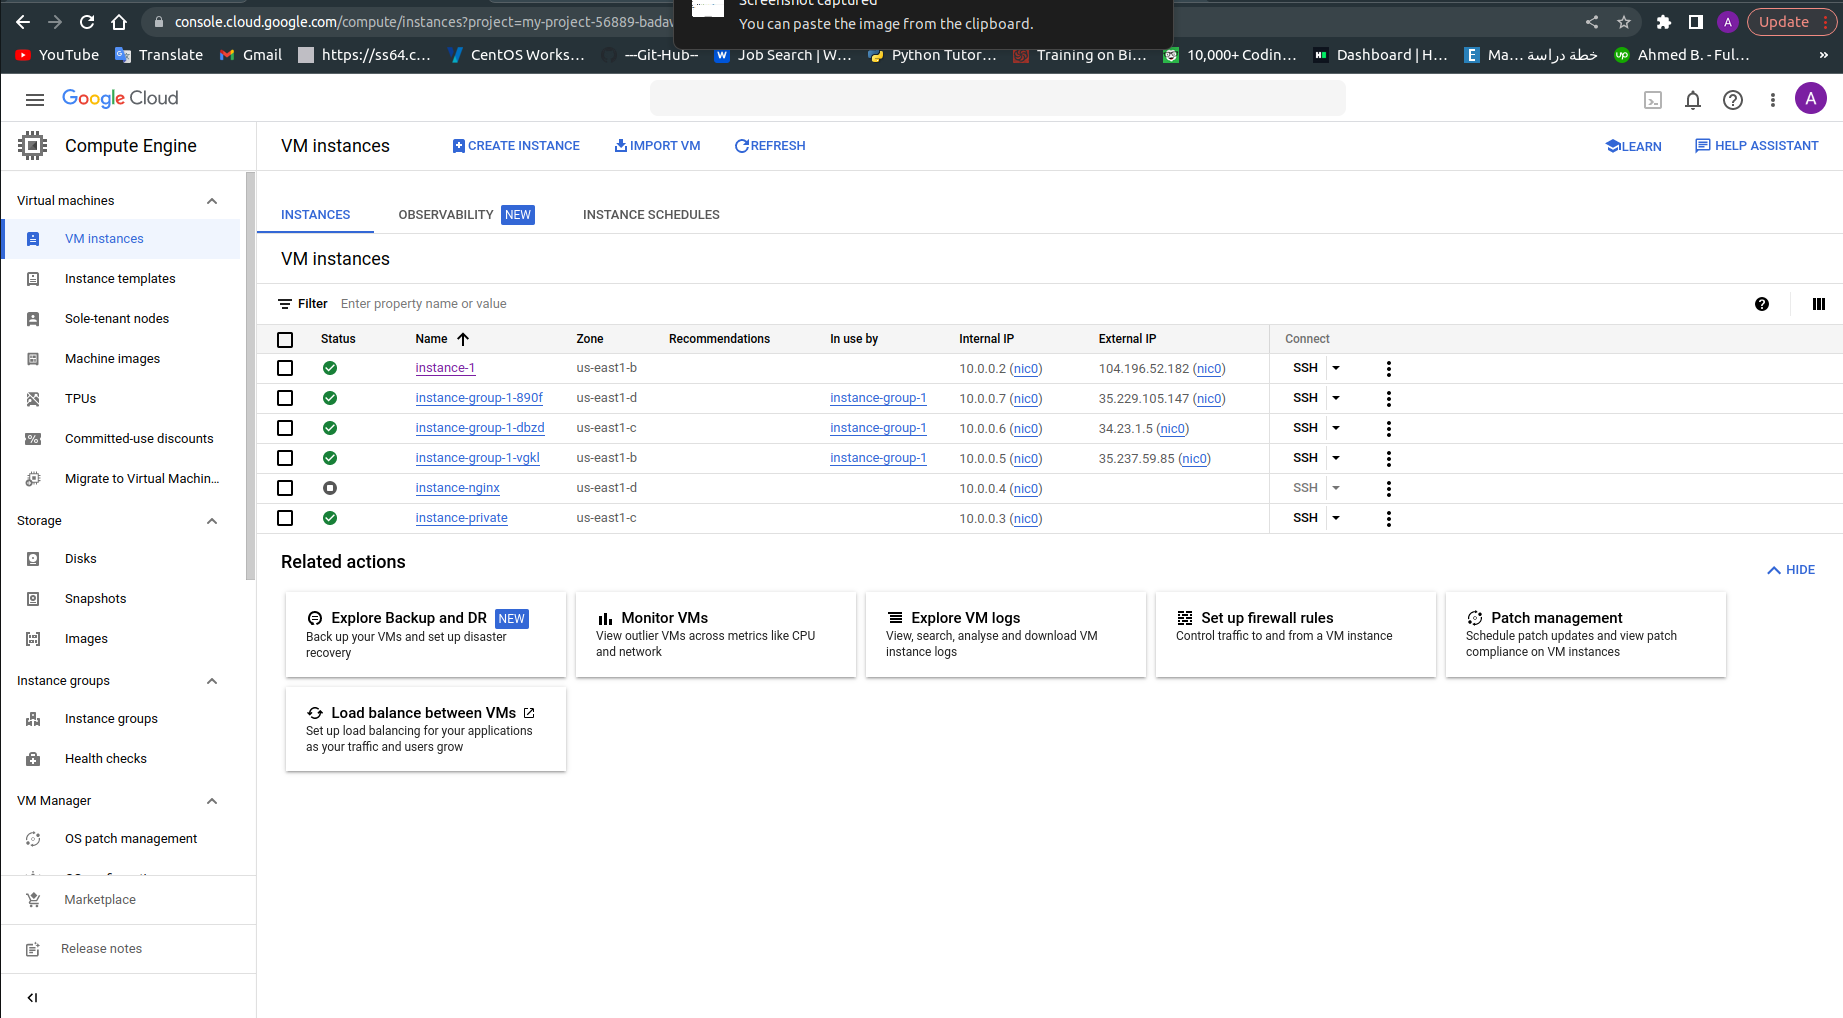 Screenshot captured
You can paste the image from the clipboard.
console.cloud.google.com/compute/instances?project=my-project-56889-badav
A
Update
YouTube
Translate
Gmail
https://ss64.c...
CentOS Works...
---Git-Hub--
Job Search | W...
Python Tutor...
Training on Bi...
10,000+ Codin...
Dashboard | H...
Ma... خطة دراسة
Ahmed B. - Ful...
»
Google Cloud
A
Compute Engine
VM instances
CREATE INSTANCE
IMPORT VM
REFRESH
LEARN
HELP ASSISTANT
Virtual machines
VM instances
Instance templates
Sole-tenant nodes
Machine images
TPUs
Committed-use discounts
Migrate to Virtual Machin...
Storage
Disks
Snapshots
Images
Instance groups
Instance groups
Health checks
VM Manager
OS patch management
Marketplace
Release notes
INSTANCES
OBSERVABILITY NEW
INSTANCE SCHEDULES
VM instances
Filter Enter property name or value
Status Name Zone Recommendations In use by Internal IP External IP Connect
instance-1 us-east1-b 10.0.0.2 (nic0) 104.196.52.182 (nic0) SSH
instance-group-1-890f us-east1-d instance-group-1 10.0.0.7 (nic0) 35.229.105.147 (nic0) SSH
instance-group-1-dbzd us-east1-c instance-group-1 10.0.0.6 (nic0) 34.23.1.5 (nic0) SSH
instance-group-1-vgkl us-east1-b instance-group-1 10.0.0.5 (nic0) 35.237.59.85 (nic0) SSH
instance-nginx us-east1-d 10.0.0.4 (nic0) SSH
instance-private us-east1-c 10.0.0.3 (nic0) SSH
Related actions
HIDE
Explore Backup and DR NEW
Back up your VMs and set up disaster
recovery
Monitor VMs
View outlier VMs across metrics like CPU
and network
Explore VM logs
View, search, analyse and download VM
instance logs
Set up firewall rules
Control traffic to and from a VM instance
Patch management
Schedule patch updates and view patch
compliance on VM instances
Load balance between VMs
Set up load balancing for your applications
as your traffic and users grow